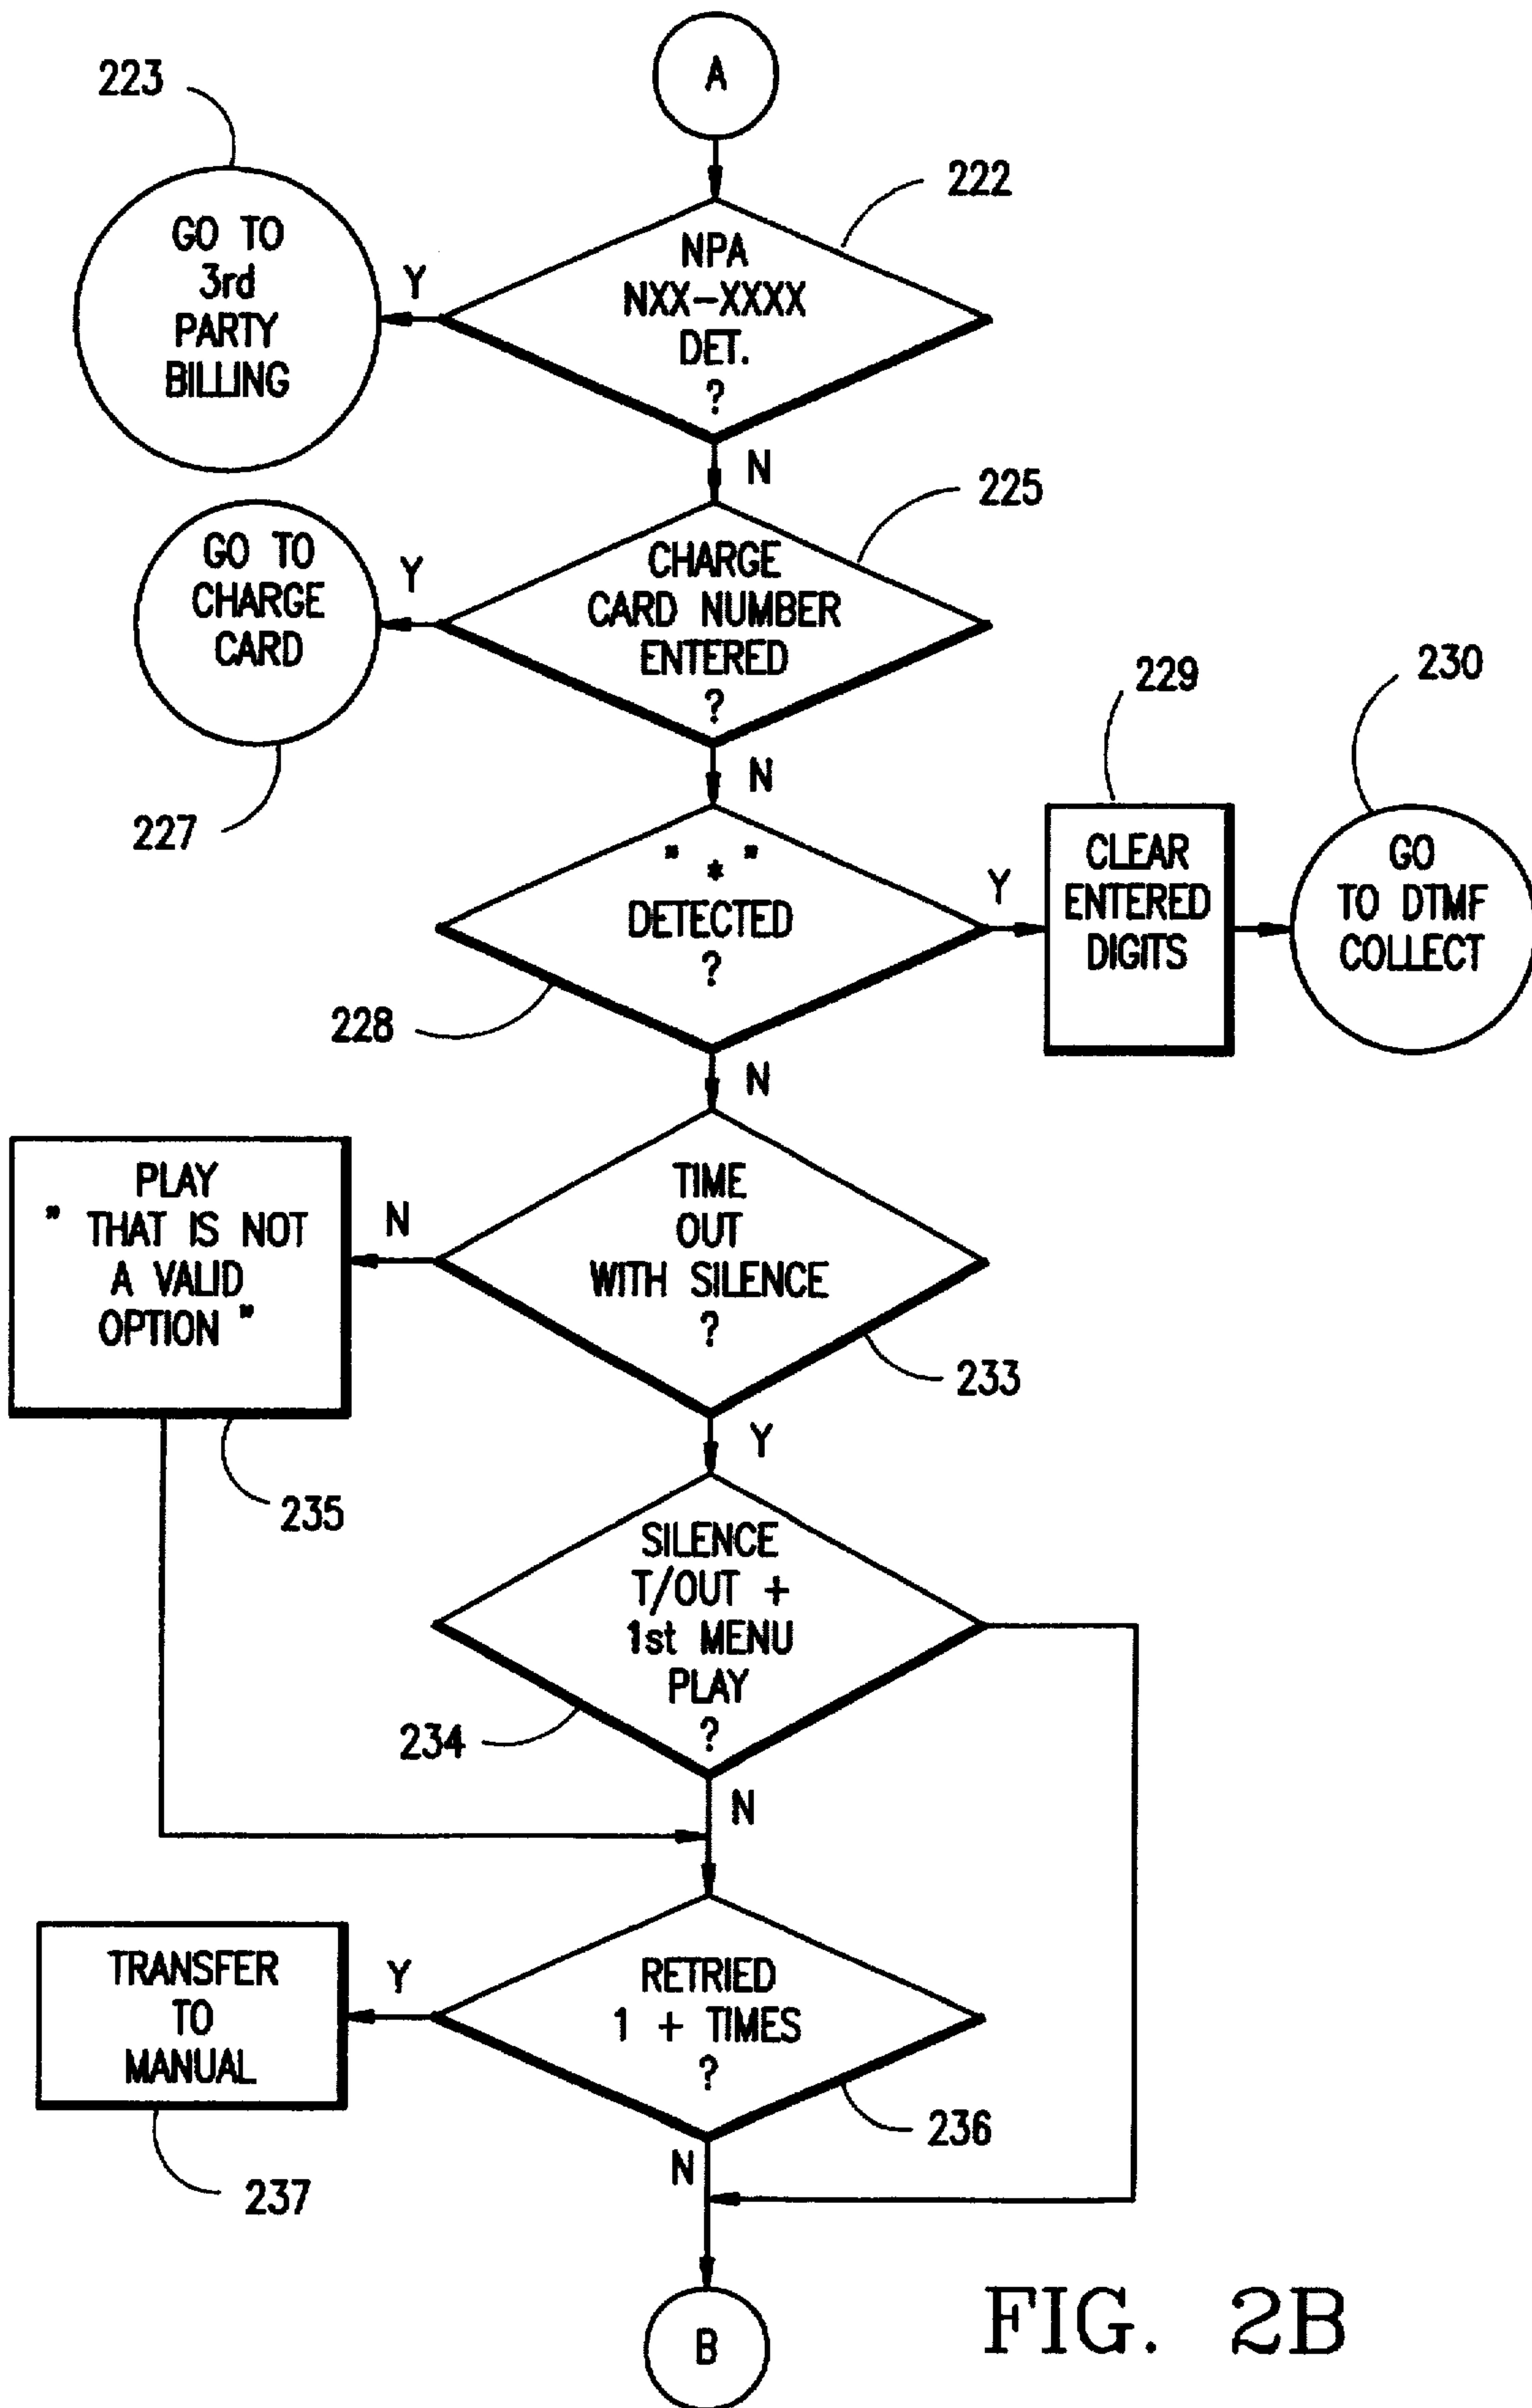 A
223
222
GO TO
3rd
PARTY
BILLING
Y
NPA
NXX-XXXX
DET.
?
N
225
GO TO
CHARGE
CARD
Y
CHARGE
CARD NUMBER
ENTERED
?
227
N
229
230
" * "
DETECTED
?
Y
CLEAR
ENTERED
DIGITS
GO
TO DTMF
COLLECT
228
N
PLAY
" THAT IS NOT
A VALID
OPTION "
N
TIME
OUT
WITH SILENCE
?
233
235
Y
SILENCE
T/OUT +
1st MENU
PLAY
?
234
N
TRANSFER
TO
MANUAL
Y
RETRIED
1 + TIMES
?
236
237
N
B
FIG. 2B